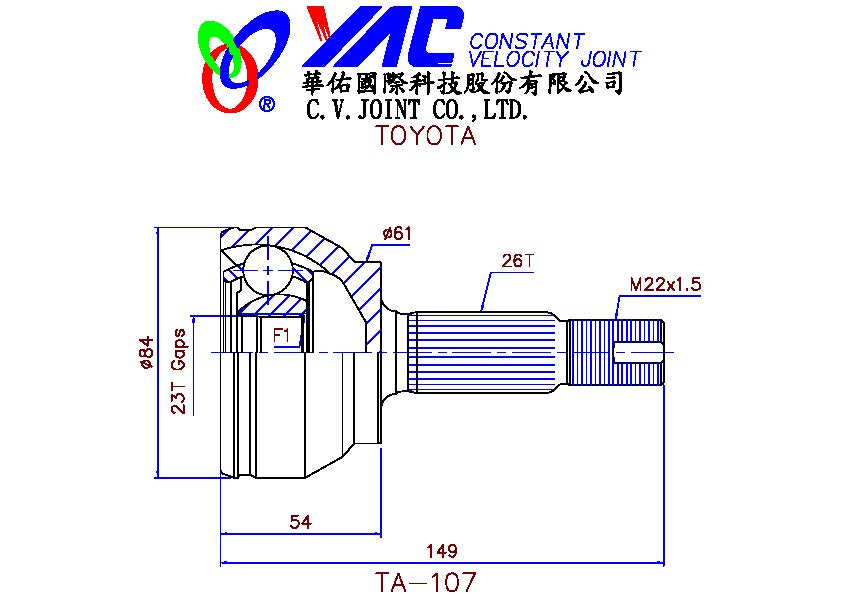 YAC CONSTANT
VELOCITY JOINT
®
華佑國際科技股份有限公司
C.V.JOINT CO.,LTD.
TOYOTA
ø61
26T
M22x1.5
F1
ø84
23T Gaps
54
149
TA-107